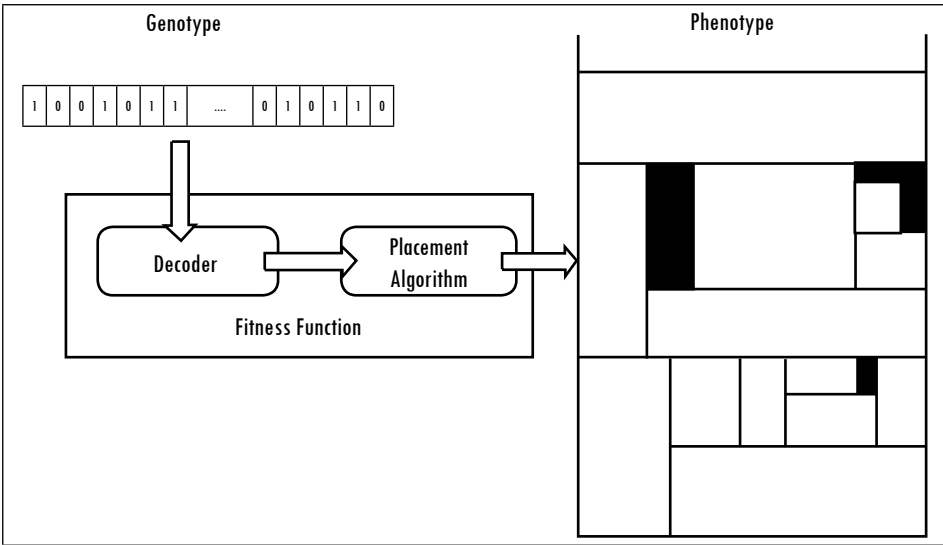 Genotype
Phenotype
1 0 0 1 0 1 1 .... 0 1 0 1 1 0
Decoder
Placement
Algorithm
Fitness Function